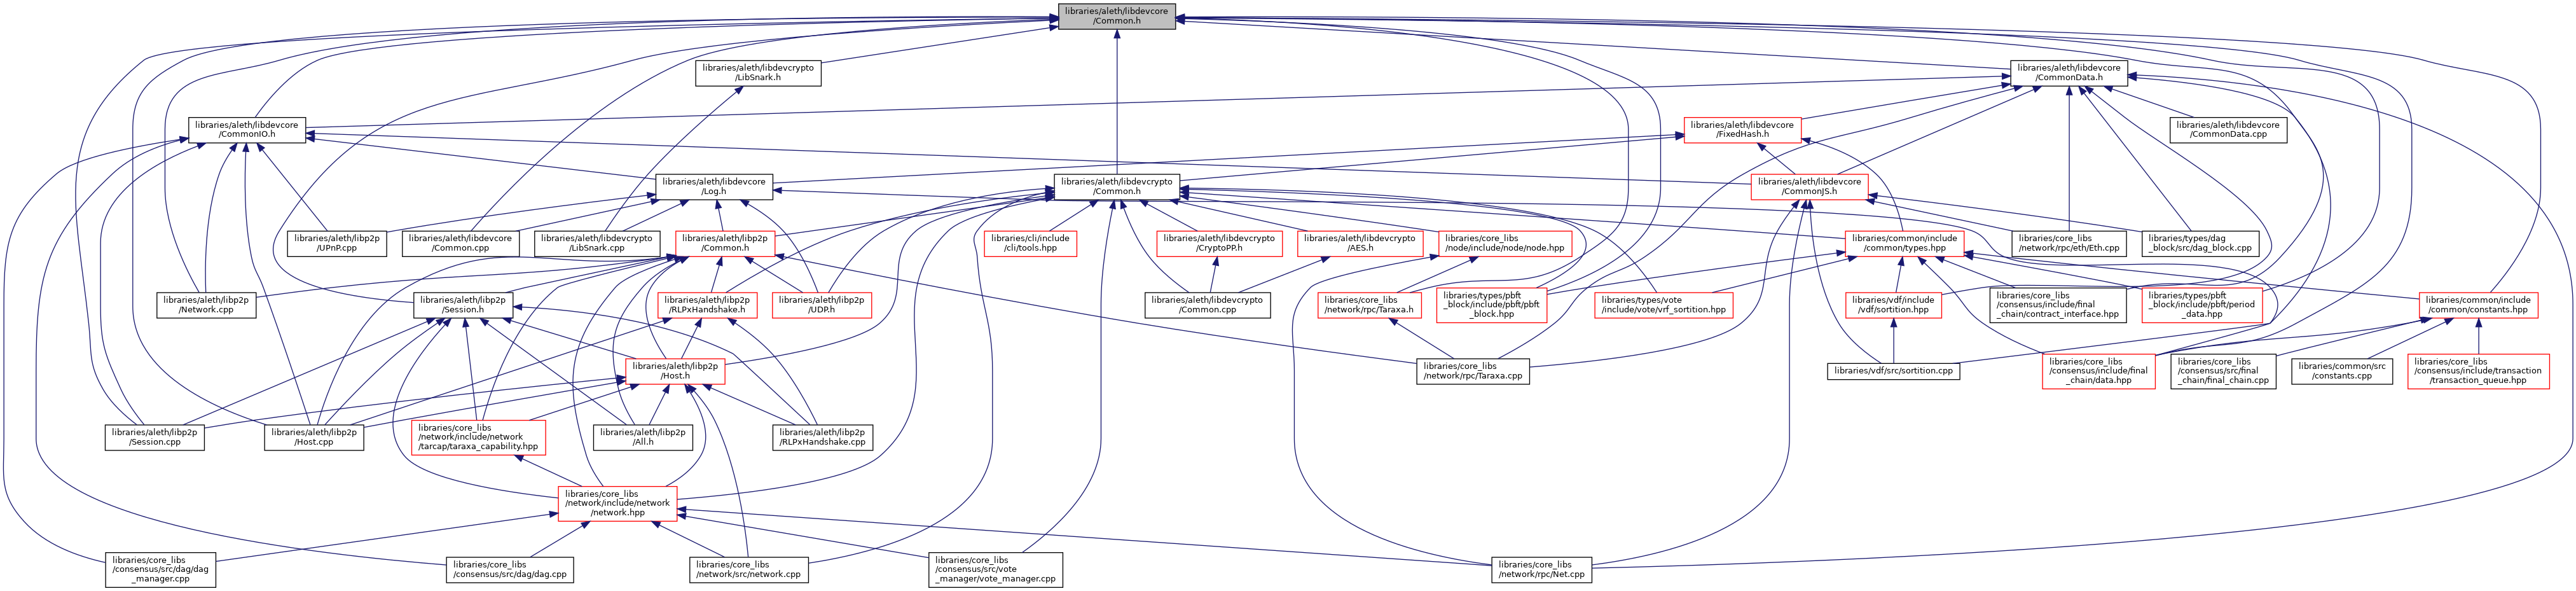 libraries/aleth/libdevcore
/Common.h
libraries/aleth/libdevcrypto
/LibSnark.h
libraries/aleth/libdevcore
/CommonData.h
libraries/aleth/libdevcore
/CommonIO.h
libraries/aleth/libdevcore
/FixedHash.h
libraries/aleth/libdevcore
/CommonData.cpp
libraries/aleth/libdevcore
/Log.h
libraries/aleth/libdevcrypto
/Common.h
libraries/aleth/libdevcore
/CommonJS.h
libraries/aleth/libp2p
/UPnP.cpp
libraries/aleth/libdevcore
/Common.cpp
libraries/aleth/libdevcrypto
/LibSnark.cpp
libraries/aleth/libp2p
/Common.h
libraries/cli/include
/cli/tools.hpp
libraries/aleth/libdevcrypto
/CryptoPP.h
libraries/aleth/libdevcrypto
/AES.h
libraries/core_libs
/node/include/node/node.hpp
libraries/common/include
/common/types.hpp
libraries/core_libs
/network/rpc/eth/Eth.cpp
libraries/types/dag
_block/src/dag_block.cpp
libraries/aleth/libp2p
/Network.cpp
libraries/aleth/libp2p
/Session.h
libraries/aleth/libp2p
/RLPxHandshake.h
libraries/aleth/libp2p
/UDP.h
libraries/aleth/libdevcrypto
/Common.cpp
libraries/core_libs
/network/rpc/Taraxa.h
libraries/types/pbft
_block/include/pbft/pbft
_block.hpp
libraries/types/vote
/include/vote/vrf_sortition.hpp
libraries/vdf/include
/vdf/sortition.hpp
libraries/core_libs
/consensus/include/final
_chain/contract_interface.hpp
libraries/types/pbft
_block/include/pbft/period
_data.hpp
libraries/common/include
/common/constants.hpp
libraries/aleth/libp2p
/Host.h
libraries/core_libs
/network/rpc/Taraxa.cpp
libraries/vdf/src/sortition.cpp
libraries/core_libs
/consensus/include/final
_chain/data.hpp
libraries/core_libs
/consensus/src/final
_chain/final_chain.cpp
libraries/common/src
/constants.cpp
libraries/core_libs
/consensus/include/transaction
/transaction_queue.hpp
libraries/aleth/libp2p
/Session.cpp
libraries/aleth/libp2p
/Host.cpp
libraries/core_libs
/network/include/network
/tarcap/taraxa_capability.hpp
libraries/aleth/libp2p
/All.h
libraries/aleth/libp2p
/RLPxHandshake.cpp
libraries/core_libs
/network/include/network
/network.hpp
libraries/core_libs
/consensus/src/dag/dag
_manager.cpp
libraries/core_libs
/consensus/src/dag/dag.cpp
libraries/core_libs
/network/src/network.cpp
libraries/core_libs
/consensus/src/vote
_manager/vote_manager.cpp
libraries/core_libs
/network/rpc/Net.cpp